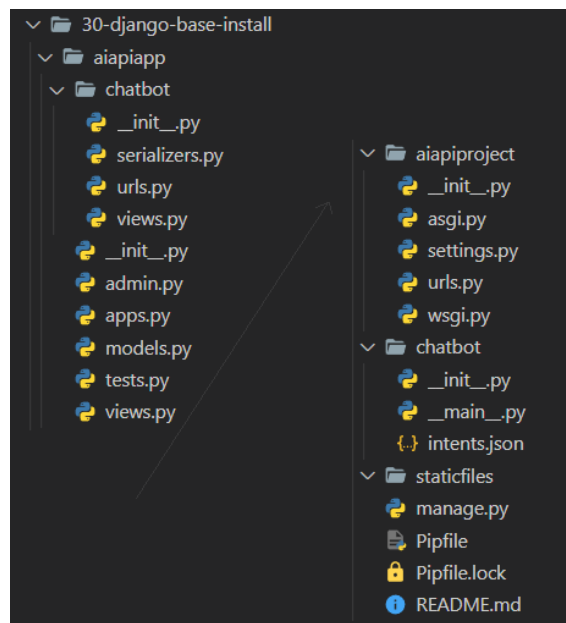 30-django-base-install
aiapiapp
chatbot
__init__.py
serializers.py
urls.py
views.py
__init__.py
admin.py
apps.py
models.py
tests.py
views.py
aiapiproject
__init__.py
asgi.py
settings.py
urls.py
wsgi.py
chatbot
__init__.py
__main__.py
{..} intents.json
staticfiles
manage.py
Pipfile
Pipfile.lock
README.md